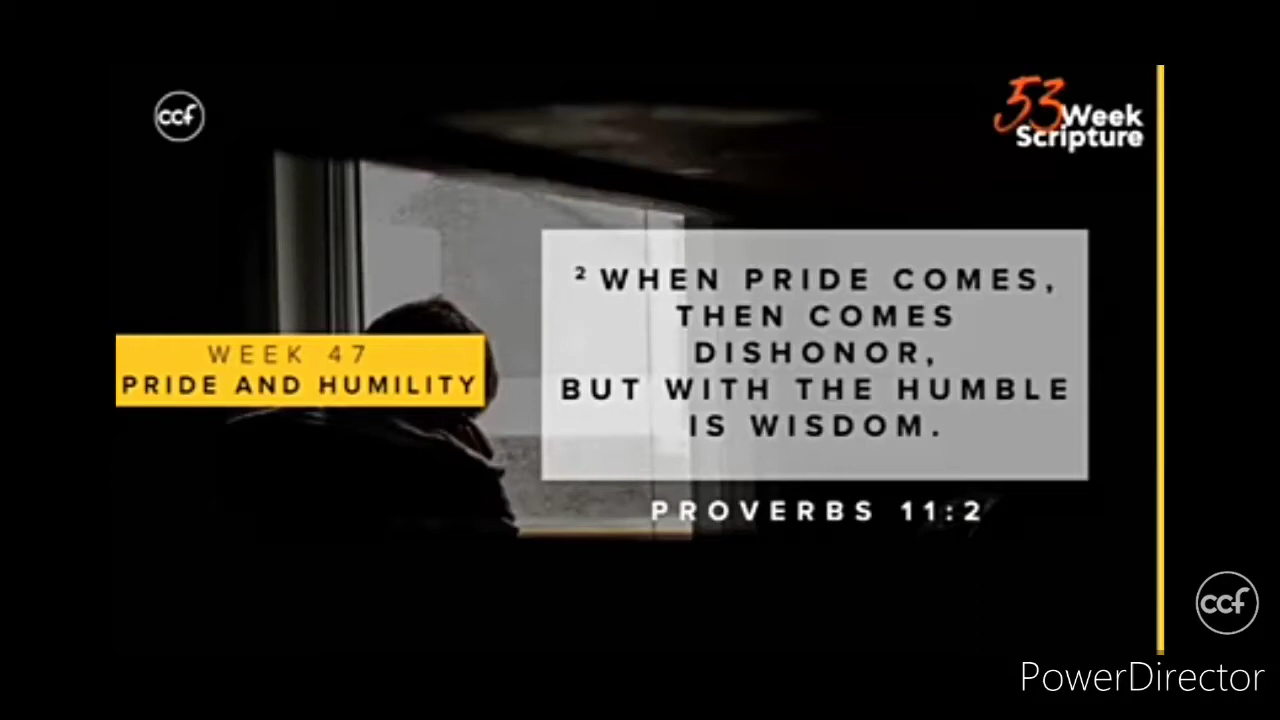 ccf
53 Week
Scripture
² WHEN PRIDE COMES,
THEN COMES
DISHONOR,
BUT WITH THE HUMBLE
IS WISDOM.
WEEK 47
PRIDE AND HUMILITY
PROVERBS 11:2
ccf
PowerDirector